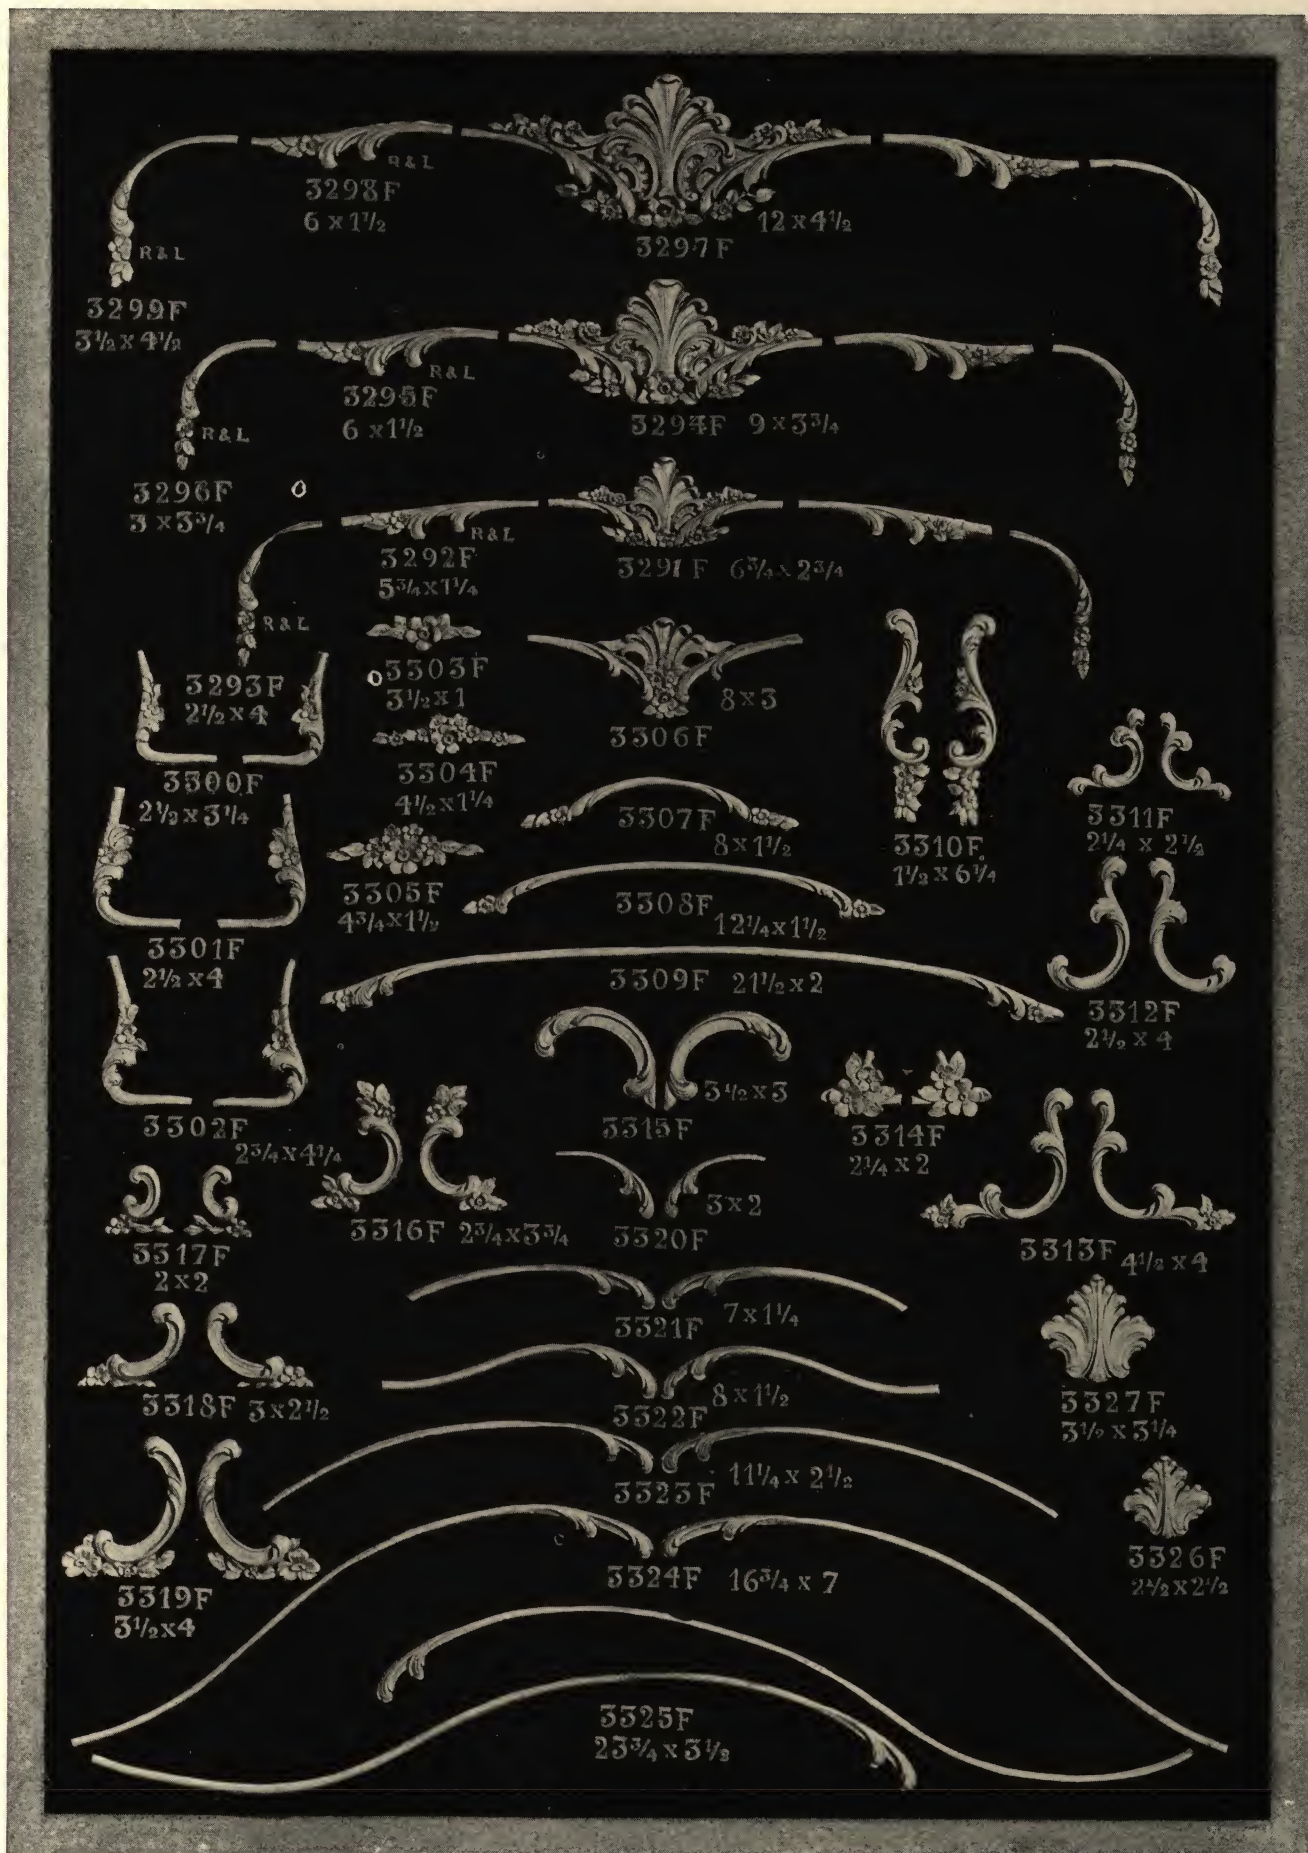 R & L
3298F
6 x 1½
12 x 4½
3297F
R & L
3299F
3½ x 4½
R & L
3295F
6 x 1½
3294F 9 x 3¾
R & L
3296F
3 x 3¾
R & L
3292F
5¾ x 1¼
3291F 6¾ x 2¾
R & L
3293F
2½ x 4
3303F
3½ x 1
8 x 3
3306F
3300F
2½ x 3¼
3304F
4½ x 1¼
3307F
8 x 1½
3310F
1½ x 6¼
3311F
2¼ x 2½
3305F
4¾ x 1½
3308F
12¼ x 1½
3301F
2½ x 4
3309F 21½ x 2
3312F
2½ x 4
3½ x 3
3315F
3314F
2¼ x 2
3302F
2¾ x 4¼
3316F 2¾ x 3¾
3 x 2
3320F
3313F 4½ x 4
3317F
2 x 2
3321F 7 x 1¼
3318F 3 x 2½
3322F 8 x 1½
3327F
3½ x 3¼
3323F 11¼ x 2½
3326F
2½ x 2½
3324F 16¾ x 7
3319F
3½ x 4
3325F
23¾ x 3½